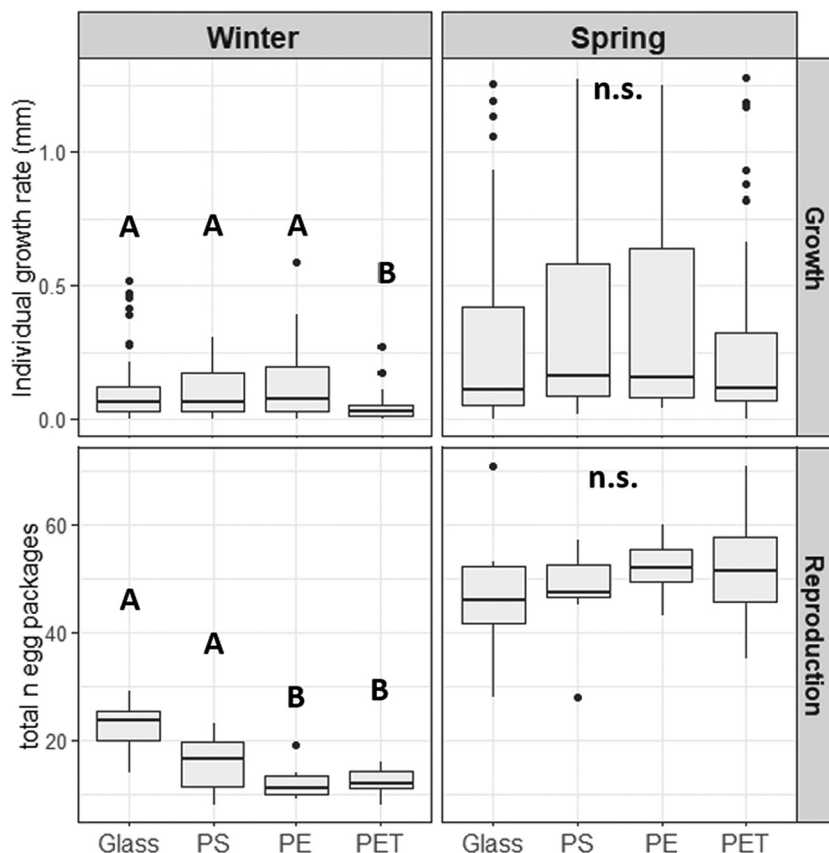 Winter Spring
Individual growth rate (mm)
1.0
0.5
0.0
A A A B
n.s.
Growth
total n egg packages
60
40
20
A A B B
n.s.
Reproduction
Glass PS PE PET Glass PS PE PET